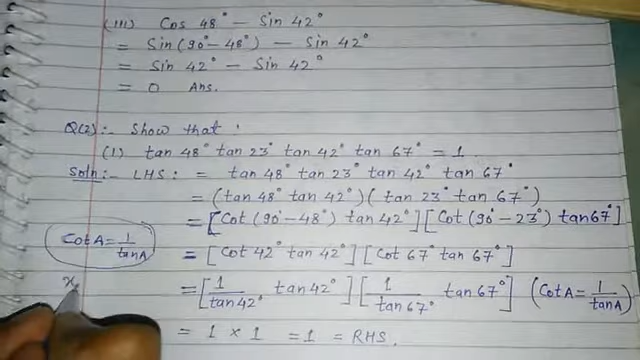 (III) Cos 48° - Sin 42°
= Sin (90° - 48°) - Sin 42°
= Sin 42° - Sin 42°
= 0 Ans.
Q(2):- Show that :
(1) tan 48° tan 23° tan 42° tan 67° = 1.
Soln:- LHS : = tan 48° tan 23° tan 42° tan 67°
= (tan 48° tan 42°) (tan 23° tan 67°)
= [Cot (90° - 48°) tan 42°] [Cot (90° - 23°) tan 67°]
Cot A = 1/tan A
= [Cot 42° tan 42°] [Cot 67° tan 67°]
x
= [1/tan 42° tan 42°] [1/tan 67° tan 67°] (Cot A = 1/tan A)
= 1 × 1 = 1 = RHS.